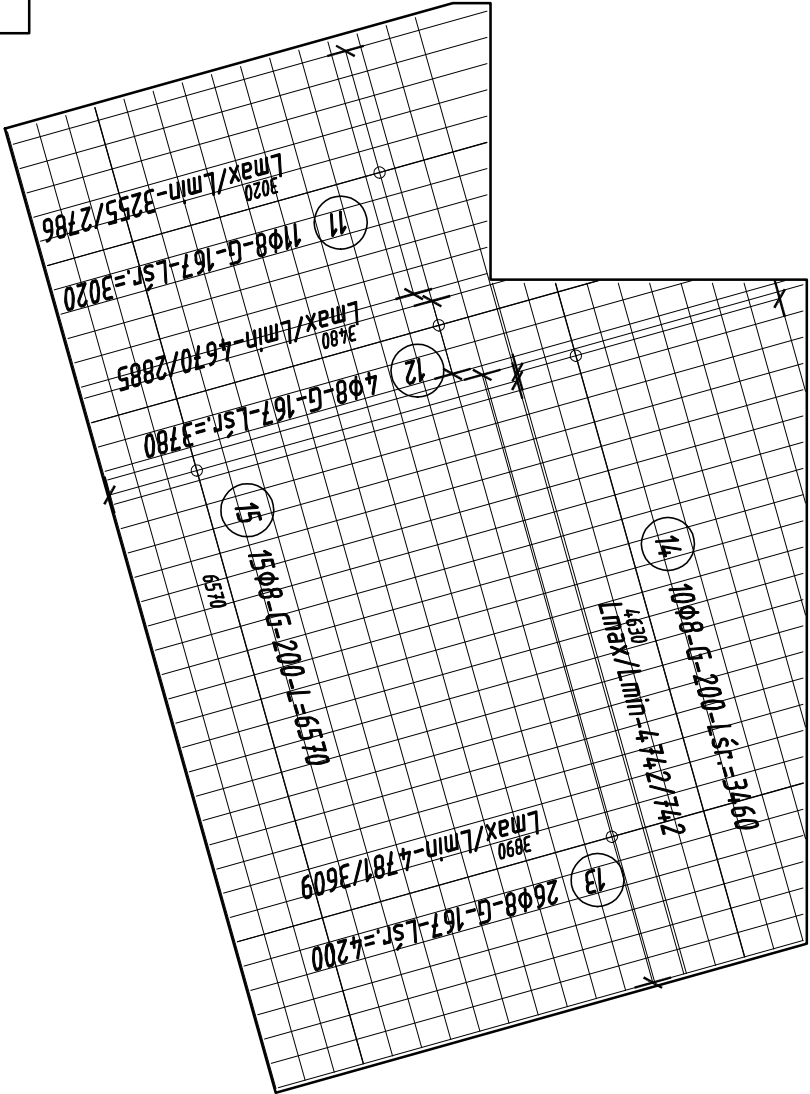 Lmax/Lmin-3255/2786
3020
11
11ϕ8-G-167-Lśr.=3020
Lmax/Lmin-4670/2885
3480
12
4ϕ8-G-167-Lśr.=3780
15
15ϕ8-G-200-L=6570
6570
14
10ϕ8-G-200-Lśr.=3460
4630
Lmax/Lmin-4742/742
Lmax/Lmin-4781/3609
3890
13
26ϕ8-G-167-Lśr.=4200